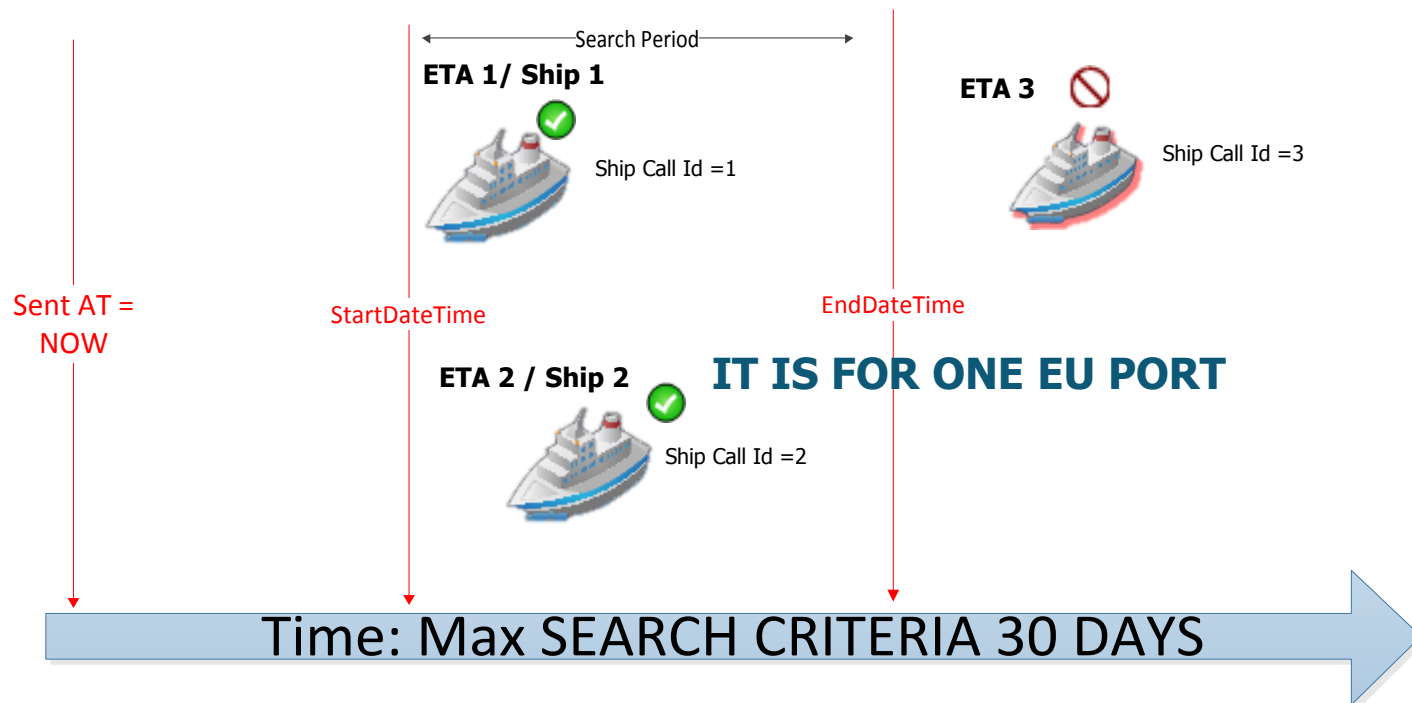 Search Period
ETA 1/ Ship 1
ETA 3
Ship Call Id =1
Ship Call Id =3
Sent AT =
NOW
StartDateTime
EndDateTime
ETA 2 / Ship 2
IT IS FOR ONE EU PORT
Ship Call Id =2
Time: Max SEARCH CRITERIA 30 DAYS